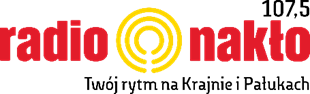 107,5
radio nakło
Twój rytm na Krajnie i Pałukach